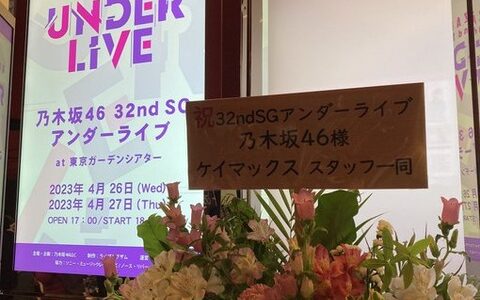 UNDER
LIVE
乃木坂46 32nd SG
アンダーライブ
at 東京ガーデンシアター
2023年 4月 26日(Wed)
2023年 4月 27日(Thu)
OPEN 17:00/START 18
祝 32ndSGアンダーライブ
乃木坂46様
ケイマックス スタッフ一同